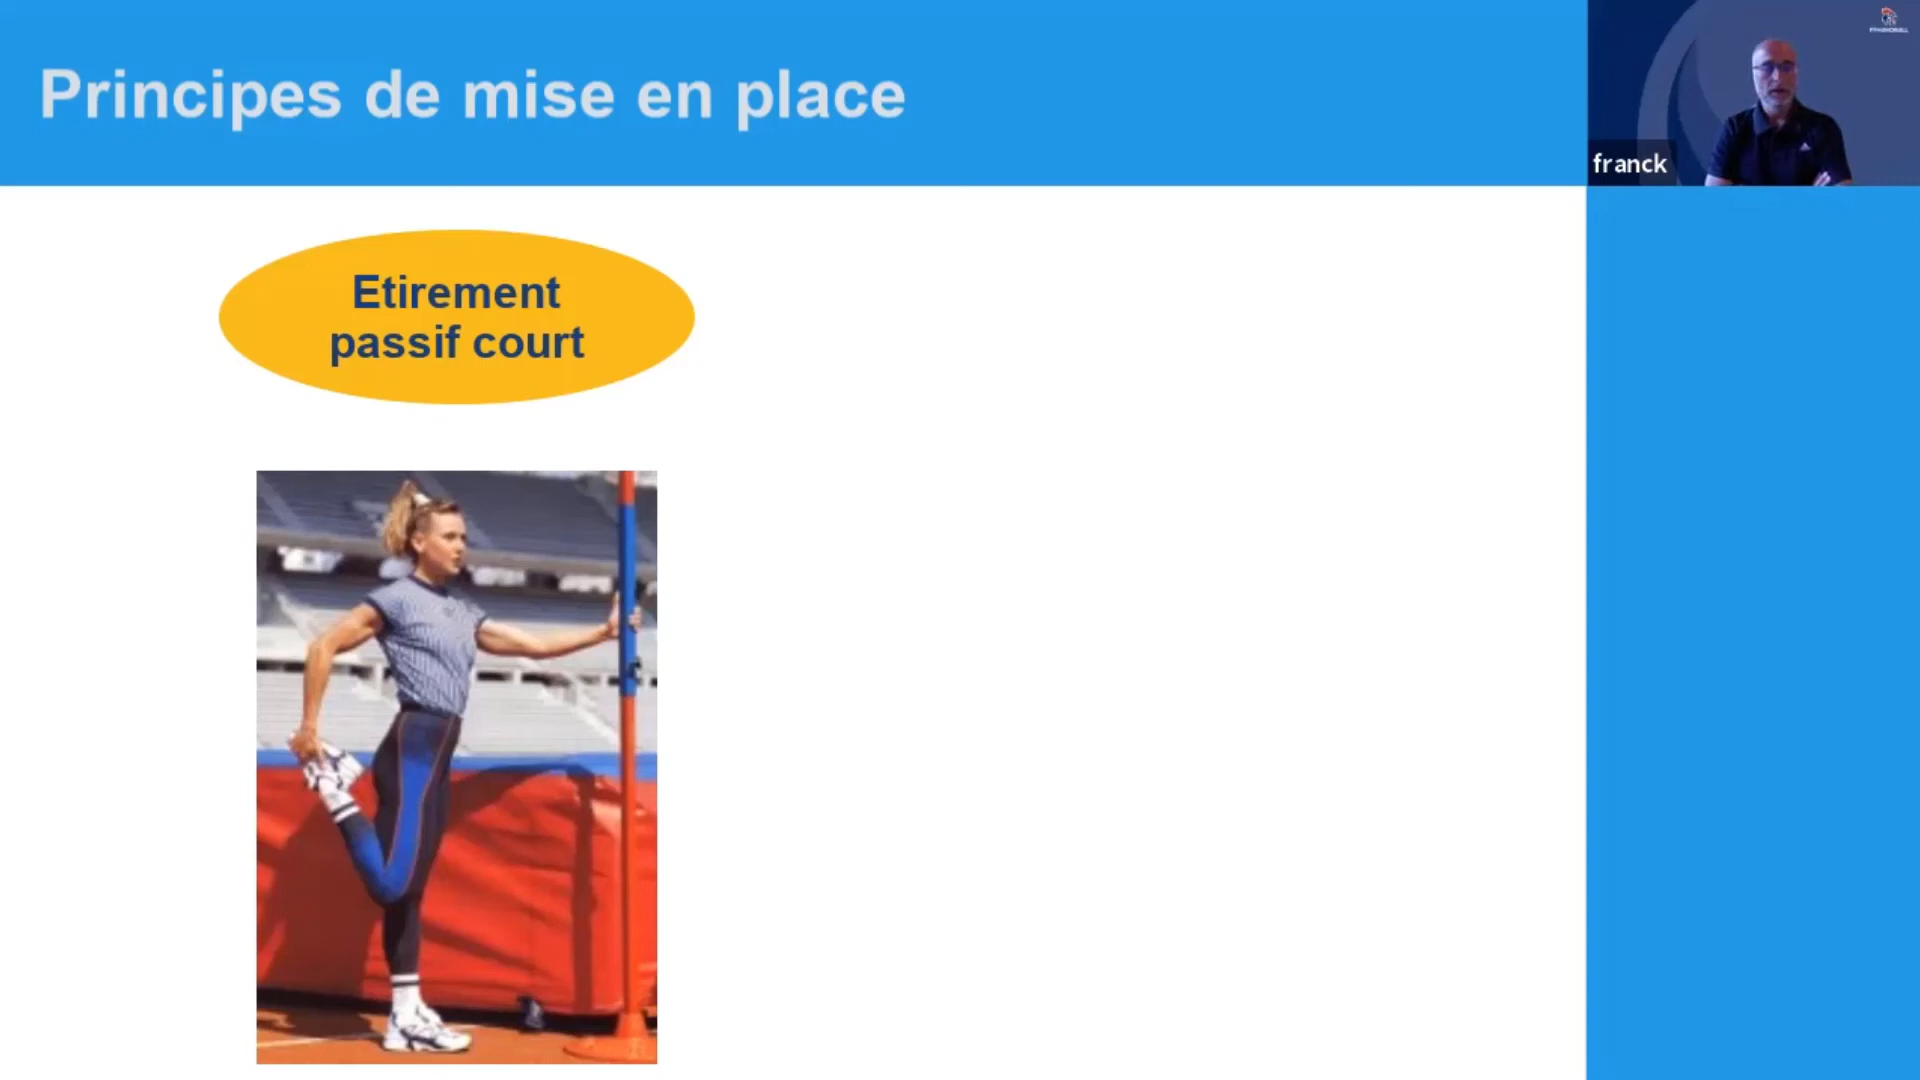 Principes de mise en place
franck
Etirement
passif court